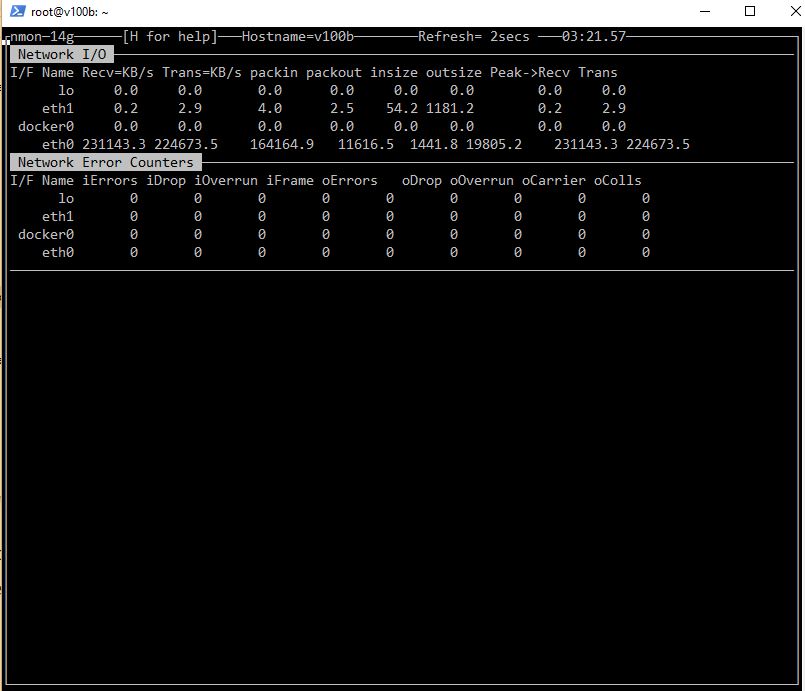 root@v100b: ~
nmon-14g [H for help] Hostname=v100b Refresh= 2secs 03:21.57
Network I/O
I/F Name Recv=KB/s Trans=KB/s packin packout insize outsize Peak->Recv Trans
lo 0.0 0.0 0.0 0.0 0.0 0.0 0.0 0.0
eth1 0.2 2.9 4.0 2.5 54.2 1181.2 0.2 2.9
docker0 0.0 0.0 0.0 0.0 0.0 0.0 0.0 0.0
eth0 231143.3 224673.5 164164.9 11616.5 1441.8 19805.2 231143.3 224673.5
Network Error Counters
I/F Name iErrors iDrop iOverrun iFrame oErrors oDrop oOverrun oCarrier oColls
lo 0 0 0 0 0 0 0 0 0
eth1 0 0 0 0 0 0 0 0 0
docker0 0 0 0 0 0 0 0 0 0
eth0 0 0 0 0 0 0 0 0 0